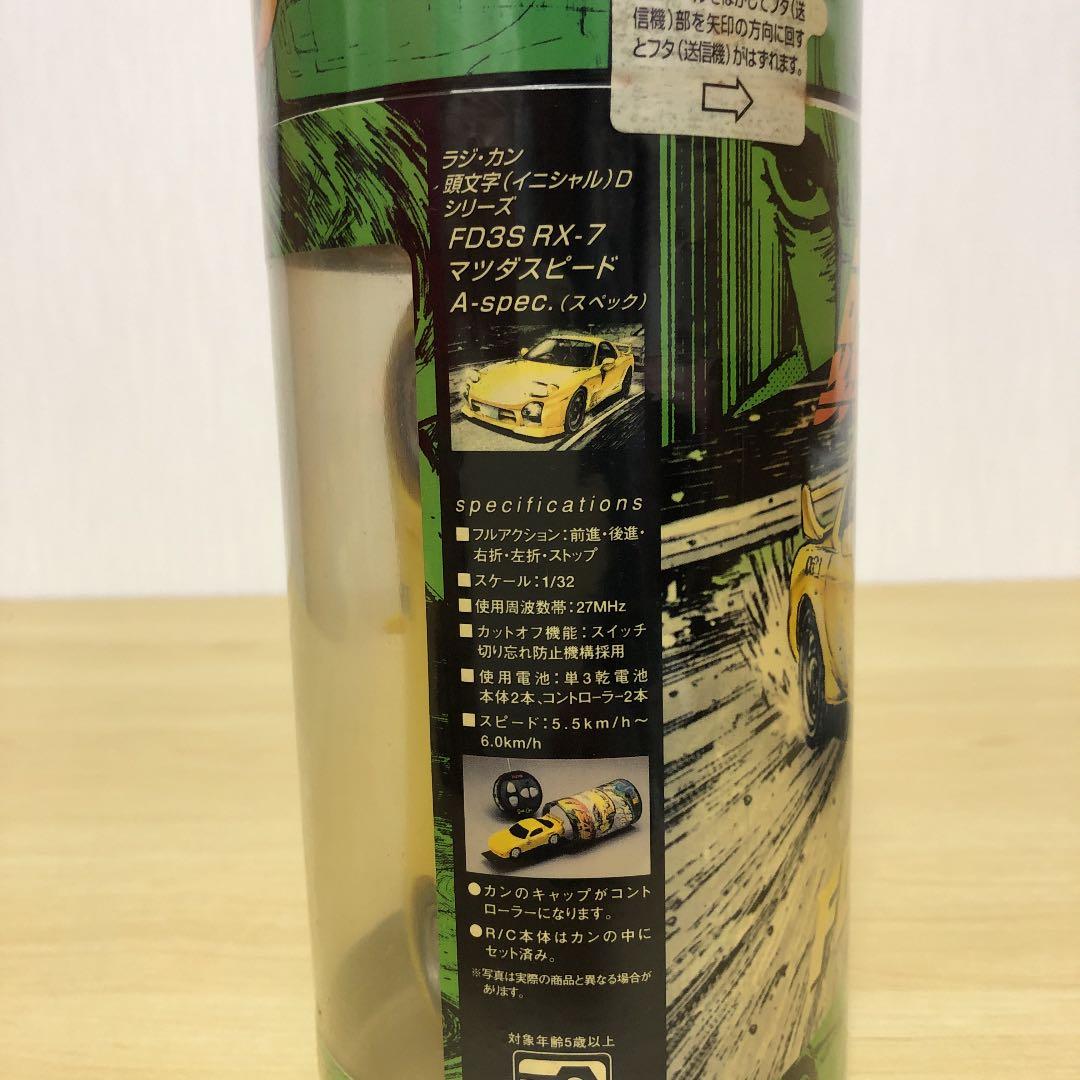 フタ(送
信機)部を矢印の方向に回す
とフタ(送信機)がはずれます。
ラジ・カン
頭文字(イニシャル)D
シリーズ
FD3S RX-7
マツダスピード
A-spec.(スペック)
specifications
■フルアクション:前進・後進・
右折・左折・ストップ
■スケール:1/32
■使用周波数帯:27MHz
■カットオフ機能:スイッチ
切り忘れ防止機構採用
■使用電池:単3乾電池
本体2本、コントローラー2本
■スピード:5.5km/h〜
6.0km/h
●カンのキャップがコント
ローラーになります。
●R/C本体はカンの中に
セット済み。
※写真は実際の商品と異なる場合が
あります。
対象年齢5歳以上